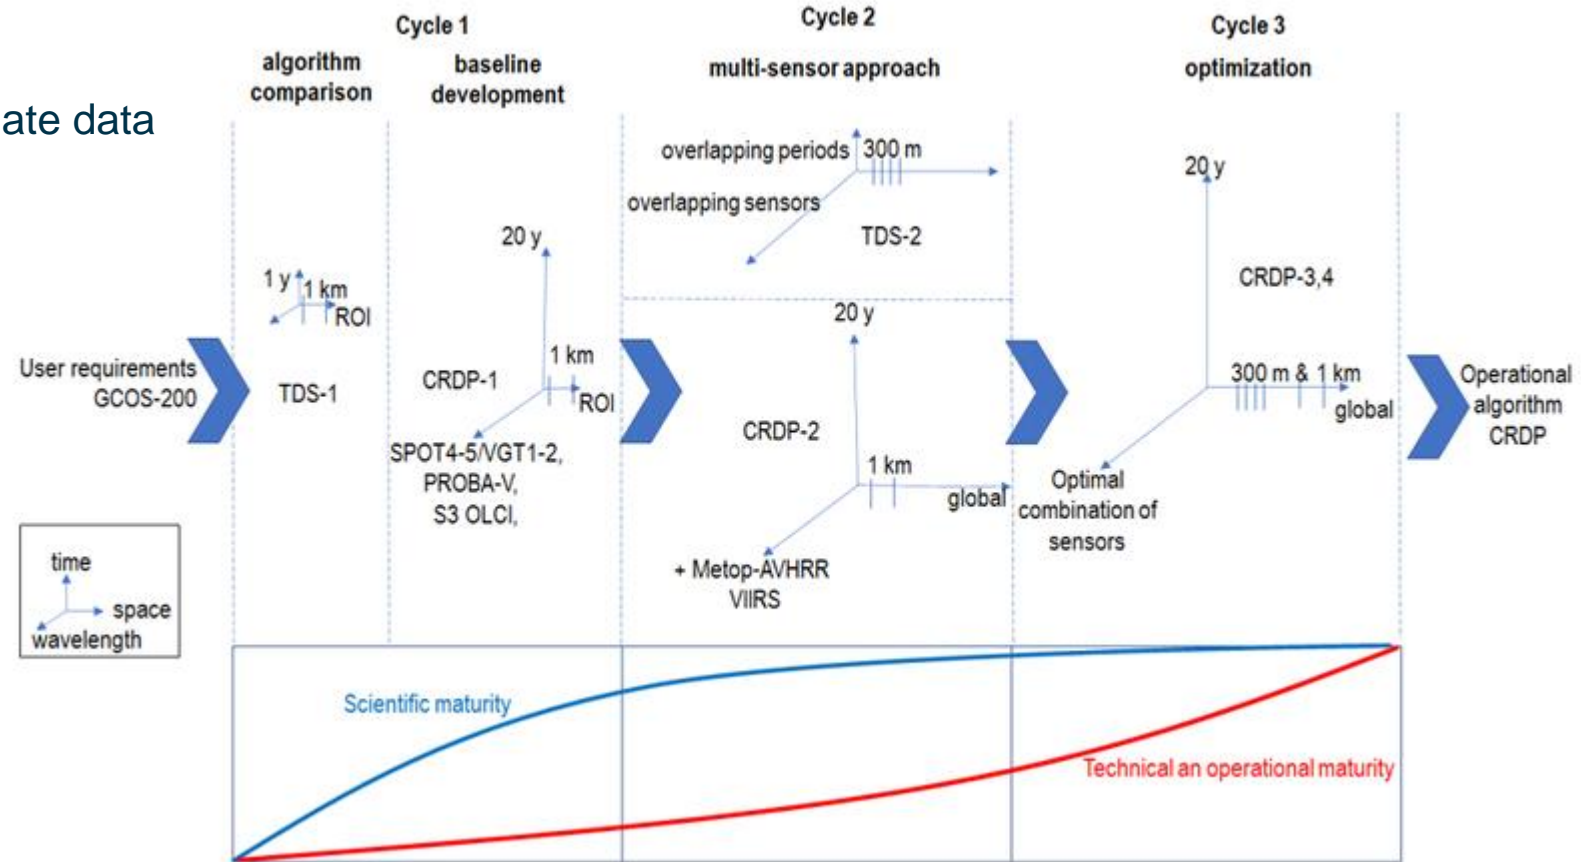 ate data
Cycle 1
Cycle 2
Cycle 3
algorithm
comparison
baseline
development
multi-sensor approach
optimization
1 y
1 km
ROI
TDS-1
20 y
1 km
ROI
CRDP-1
SPOT4-5/VGT1-2,
PROBA-V,
S3 OLCI,
overlapping periods
300 m
overlapping sensors
TDS-2
20 y
CRDP-2
1 km
global
+ Metop-AVHRR
VIIRS
20 y
CRDP-3,4
300 m & 1 km
global
Optimal
combination of
sensors
User requirements
GCOS-200
Operational
algorithm
CRDP
time
space
wavelength
Scientific maturity
Technical an operational maturity